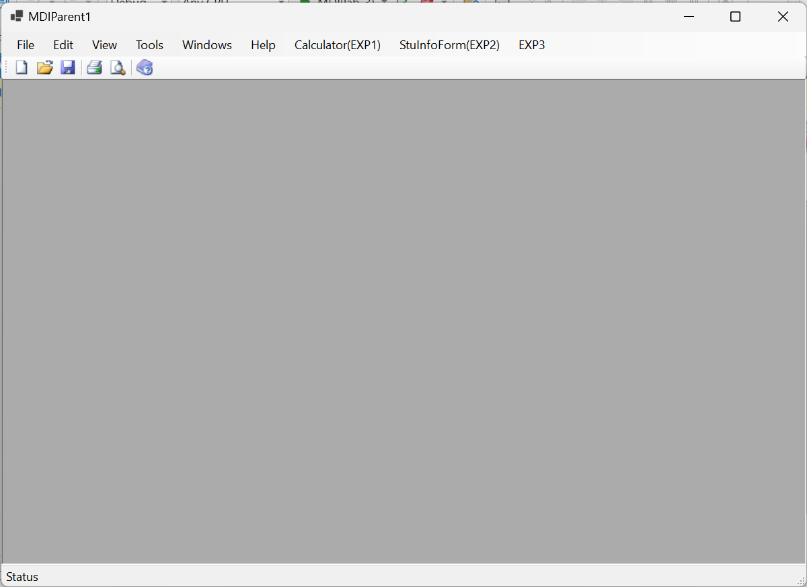 MDIParent1
File Edit View Tools Windows Help Calculator(EXP1) StuInfoForm(EXP2) EXP3
Status